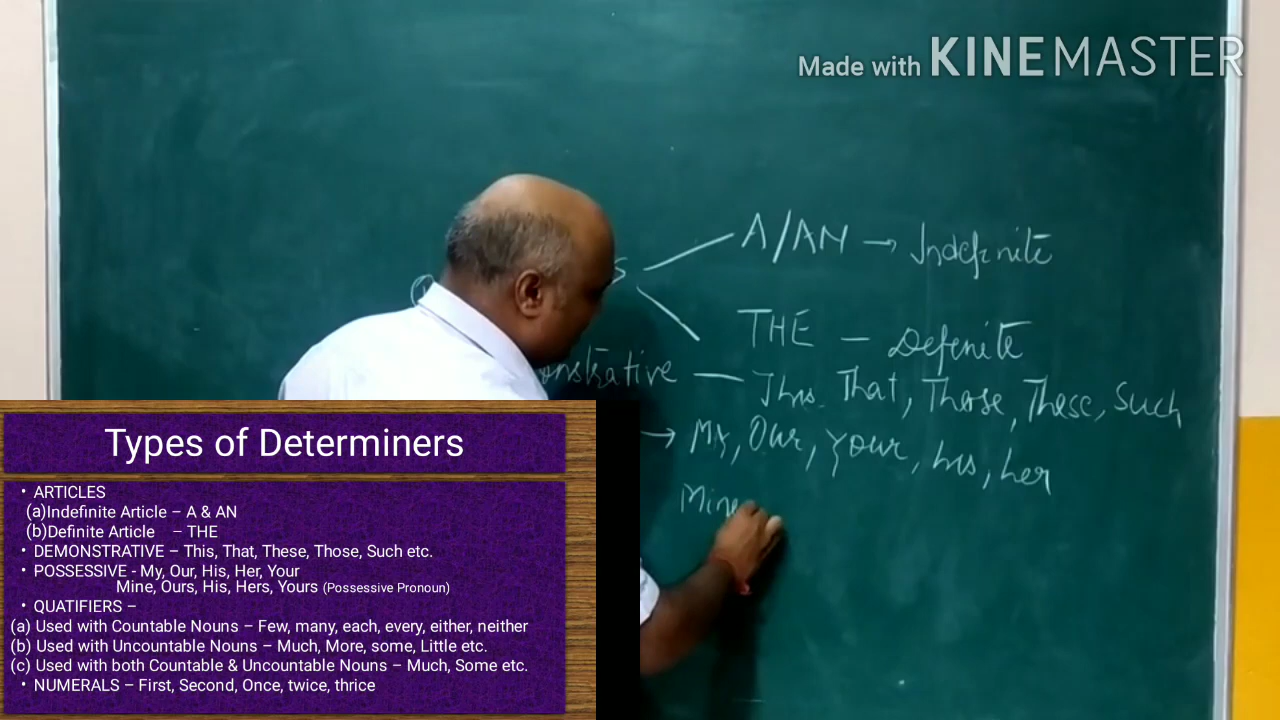 Made with KINEMASTER
S
A/AN → Indefinite
THE — Defenite
onstrative — This. That, Those, These, Such
→ My, Our, Your, his, her
Mine
Types of Determiners
• ARTICLES
(a)Indefinite Article – A & AN
(b)Definite Article – THE
• DEMONSTRATIVE – This, That, These, Those, Such etc.
• POSSESSIVE - My, Our, His, Her, Your
Mine, Ours, His, Hers, Yours (Possessive Pronoun)
• QUATIFIERS –
(a) Used with Countable Nouns – Few, many, each, every, either, neither
(b) Used with Uncountable Nouns – Much, More, some, Little etc.
(c) Used with both Countable & Uncountable Nouns – Much, Some etc.
• NUMERALS – First, Second, Once, twice, thrice